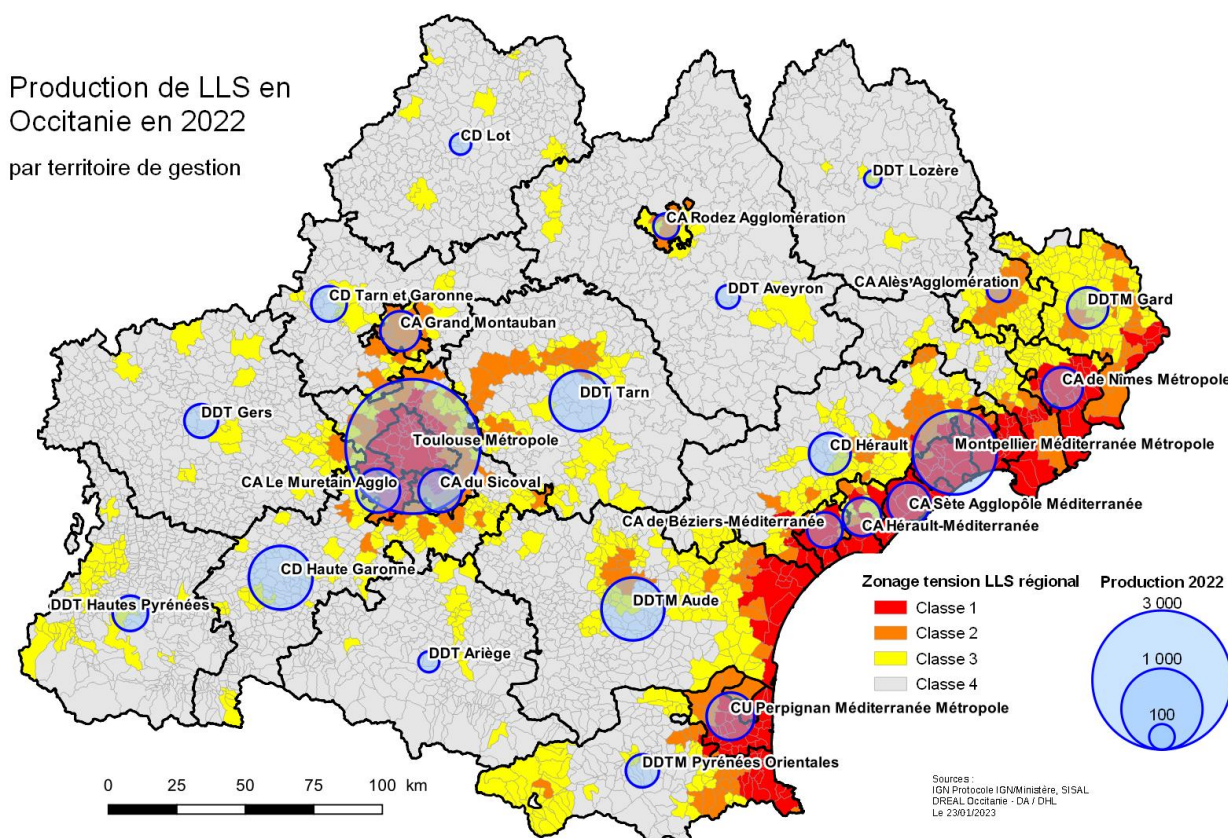 Production de LLS en
Occitanie en 2022
par territoire de gestion
CD Lot
DDT Lozère
CA Rodez Agglomération
CA Alès Agglomération
DDT Aveyron
CD Tarn et Garonne
DDTM Gard
CA Grand Montauban
CA de Nîmes Métropole
DDT Tarn
DDT Gers
Toulouse Métropole
CD Hérault
Montpellier Méditerranée Métropole
CA Le Muretain Agglo
CA du Sicoval
CA Sète Agglopôle Méditerranée
CA de Béziers-Méditerranée
CA Hérault-Méditerranée
CD Haute Garonne
DDT Hautes Pyrénées
DDTM Aude
DDT Ariège
CU Perpignan Méditerranée Métropole
DDTM Pyrénées Orientales
Zonage tension LLS régional
Classe 1
Classe 2
Classe 3
Classe 4
Production 2022
3 000
1 000
100
0 25 50 75 100 km
Sources :
IGN Protocole IGN/Ministère, SISAL
DREAL Occitanie - DA / DHL
Le 23/01/2023